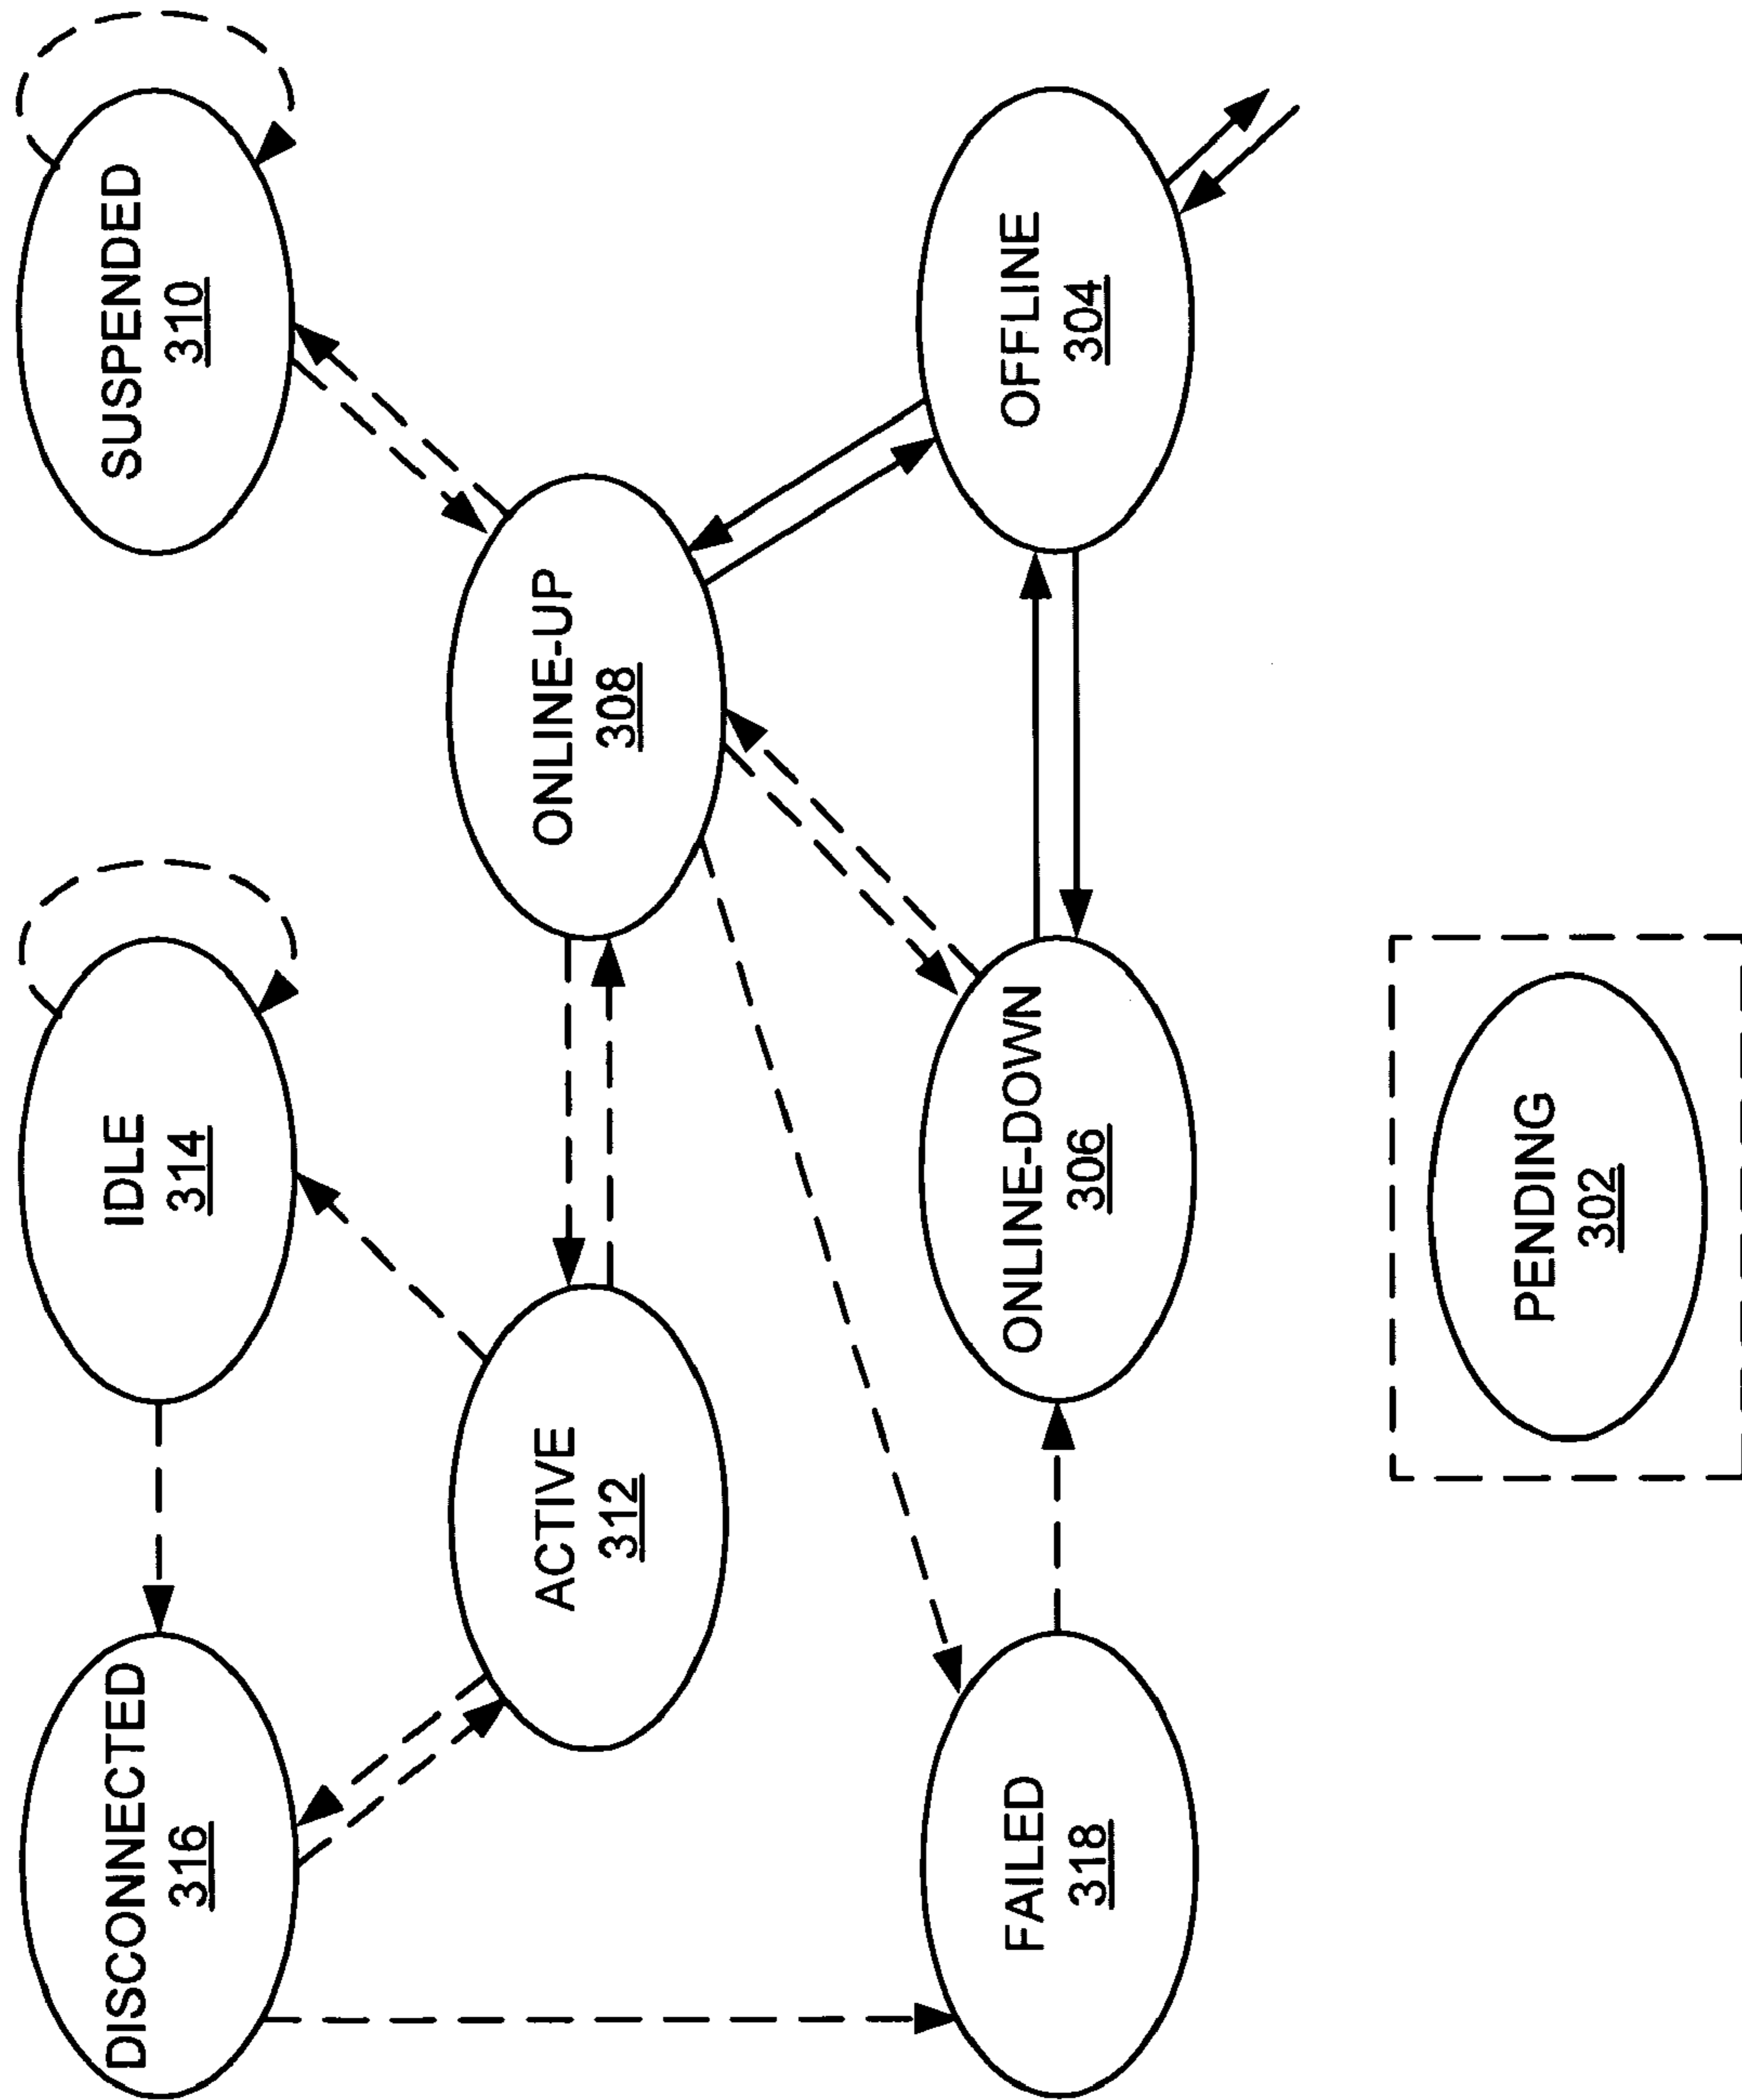 DISCONNECTED
316
IDLE
314
SUSPENDED
310
ACTIVE
312
ONLINE-UP
308
FAILED
318
ONLINE-DOWN
306
OFFLINE
304
PENDING
302